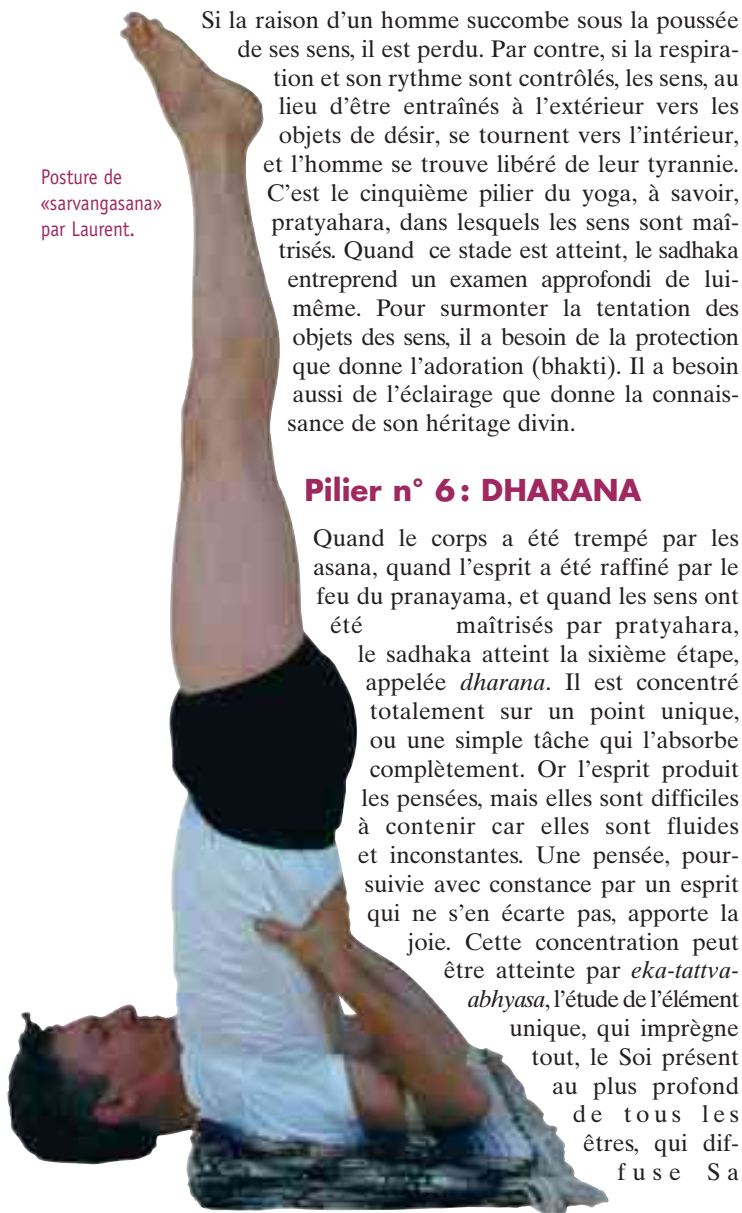 Si la raison d’un homme succombe sous la poussée
de ses sens, il est perdu. Par contre, si la respira-
tion et son rythme sont contrôlés, les sens, au
lieu d’être entraînés à l’extérieur vers les
objets de désir, se tournent vers l’intérieur,
et l’homme se trouve libéré de leur tyrannie.
C’est le cinquième pilier du yoga, à savoir,
pratyahara, dans lesquels les sens sont maî-
trisés. Quand ce stade est atteint, le sadhaka
entreprend un examen approfondi de lui-
même. Pour surmonter la tentation des
objets des sens, il a besoin de la protection
que donne l’adoration (bhakti). Il a besoin
aussi de l’éclairage que donne la connais-
sance de son héritage divin.
Posture de
«sarvangasana»
par Laurent.
Pilier n° 6 : DHARANA
Quand le corps a été trempé par les
asana, quand l’esprit a été raffiné par le
feu du pranayama, et quand les sens ont
été maîtrisés par pratyahara,
le sadhaka atteint la sixième étape,
appelée dharana. Il est concentré
totalement sur un point unique,
ou une simple tâche qui l’absorbe
complètement. Or l’esprit produit
les pensées, mais elles sont difficiles
à contenir car elles sont fluides
et inconstantes. Une pensée, pour-
suivie avec constance par un esprit
qui ne s’en écarte pas, apporte la
joie. Cette concentration peut
être atteinte par eka-tattva-
abhyasa, l’étude de l’élément
unique, qui imprègne
tout, le Soi présent
au plus profond
de tous les
êtres, qui dif-
fuse Sa